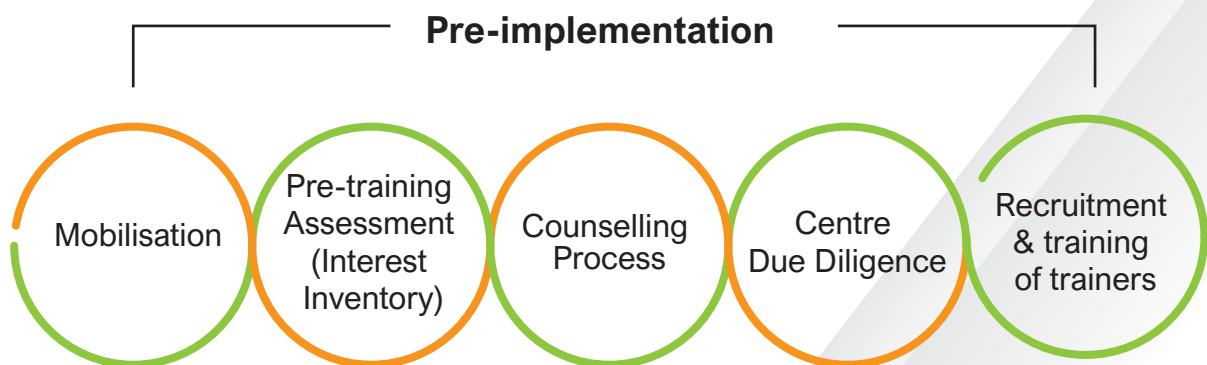 Pre-implementation
Mobilisation
Pre-training
Assessment
(Interest
Inventory)
Counselling
Process
Centre
Due Diligence
Recruitment
& training
of trainers